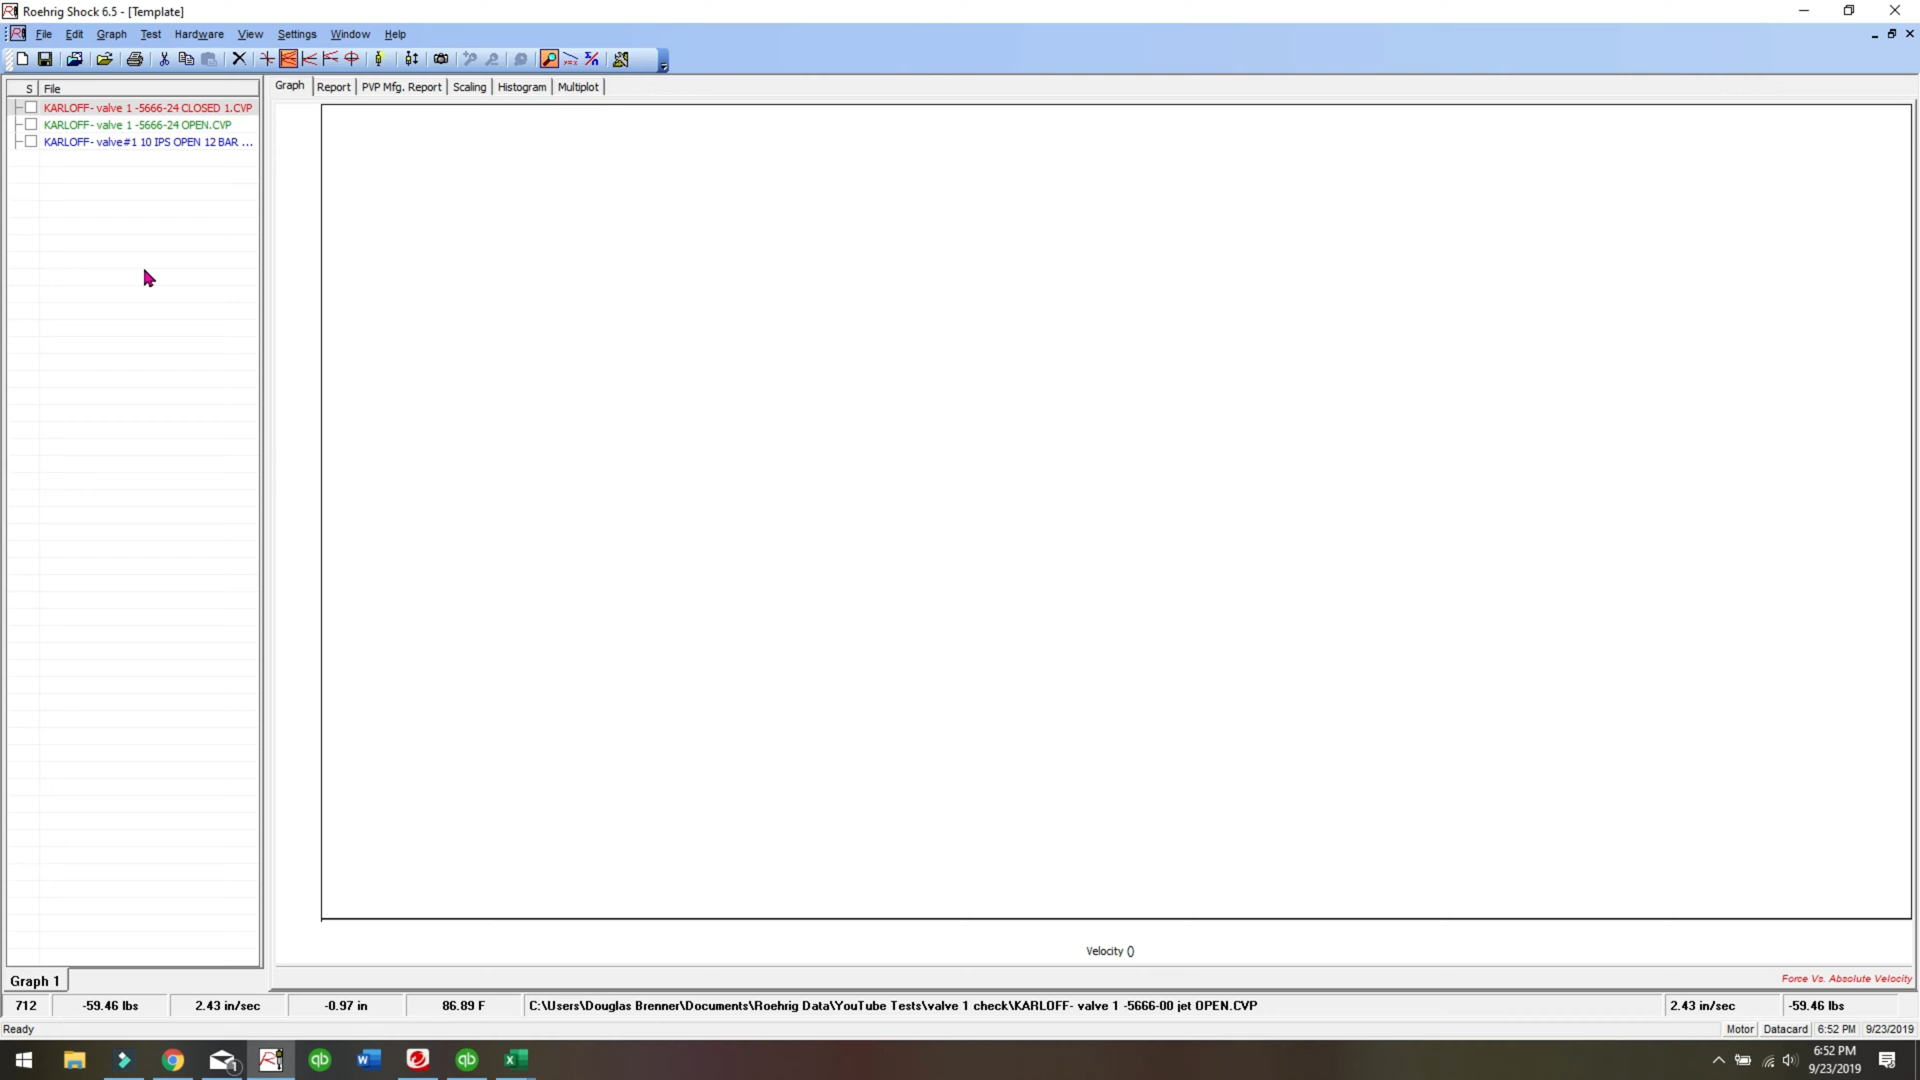 Roehrig Shock 6.5 - [Template]
File Edit Graph Test Hardware View Settings Window Help
S File
Graph Report PVP Mfg. Report Scaling Histogram Multiplot
KARLOFF- valve 1 -5666-24 CLOSED 1.CVP
KARLOFF- valve 1 -5666-24 OPEN.CVP
KARLOFF- valve#1 10 IPS OPEN 12 BAR ...
Velocity ()
Force Vs. Absolute Velocity
Graph 1
712 -59.46 lbs 2.43 in/sec -0.97 in 86.89 F C:\Users\Douglas Brenner\Documents\Roehrig Data\YouTube Tests\valve 1 check\KARLOFF- valve 1 -5666-00 jet OPEN.CVP 2.43 in/sec -59.46 lbs
Ready Motor Datacard 6:52 PM 9/23/2019
6:52 PM
9/23/2019